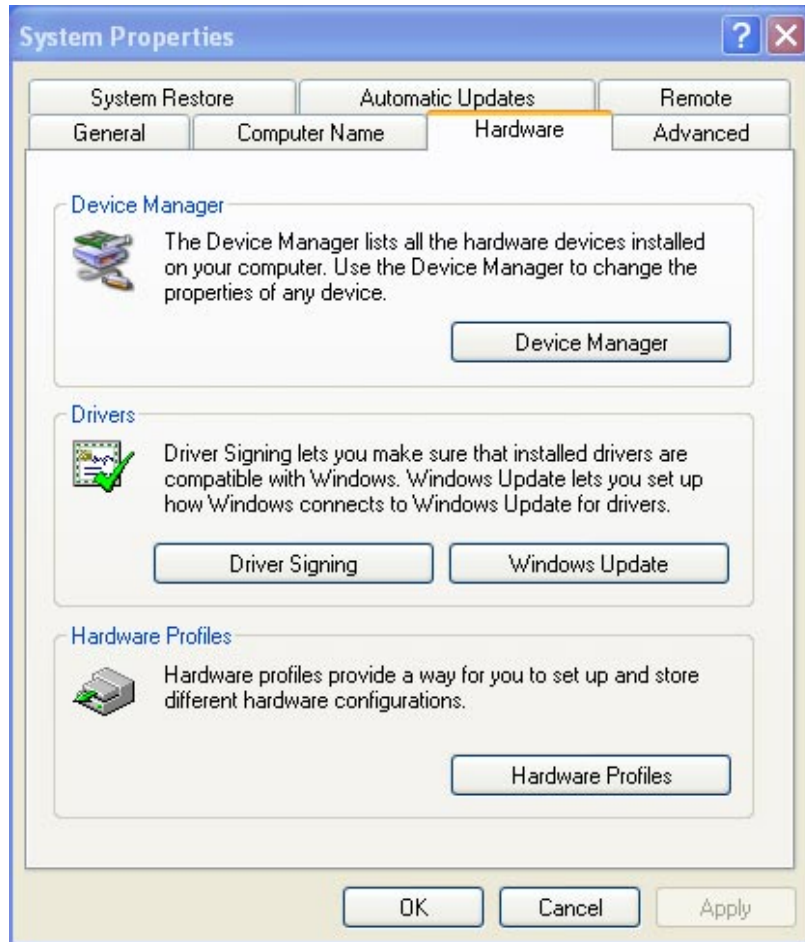 System Properties
?
X
System Restore
Automatic Updates
Remote
General
Computer Name
Hardware
Advanced
Device Manager
The Device Manager lists all the hardware devices installed
on your computer. Use the Device Manager to change the
properties of any device.
Device Manager
Drivers
Driver Signing lets you make sure that installed drivers are
compatible with Windows. Windows Update lets you set up
how Windows connects to Windows Update for drivers.
Driver Signing
Windows Update
Hardware Profiles
Hardware profiles provide a way for you to set up and store
different hardware configurations.
Hardware Profiles
OK
Cancel
Apply